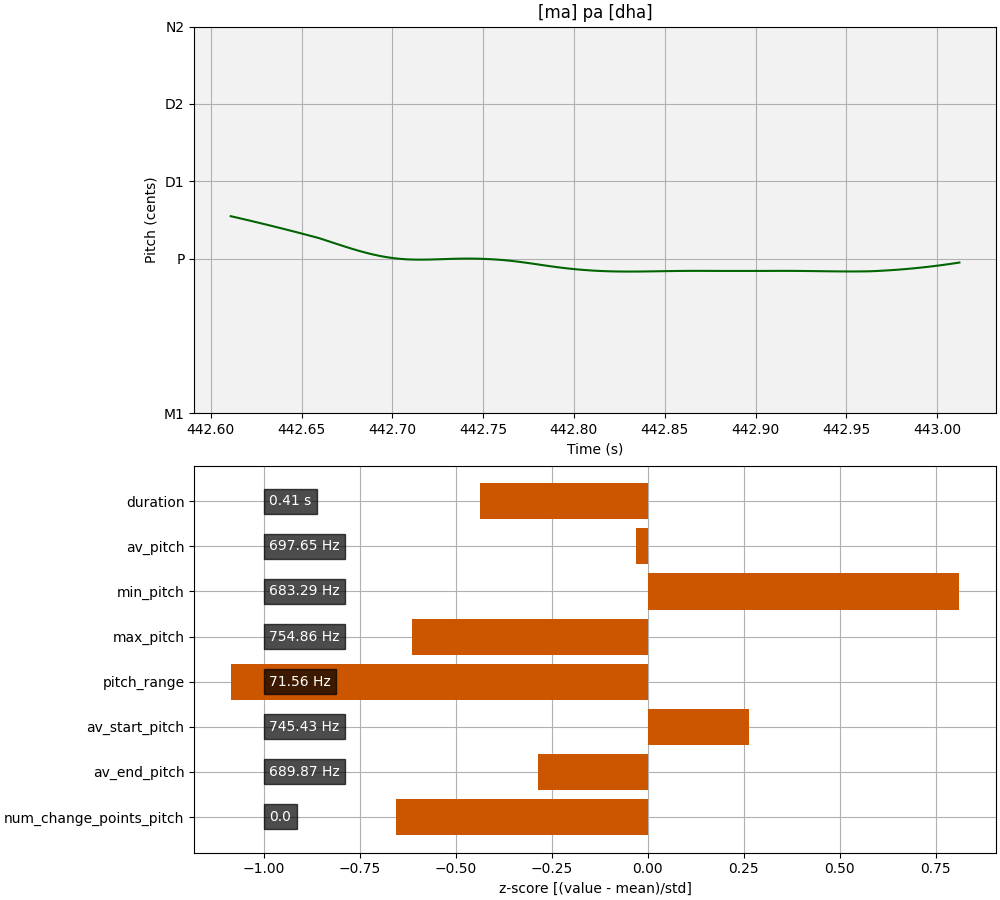 [ma] pa [dha]
N2
D2
D1
P
M1
Pitch (cents)
442.60 442.65 442.70 442.75 442.80 442.85 442.90 442.95 443.00
Time (s)
duration 0.41 s
av_pitch 697.65 Hz
min_pitch 683.29 Hz
max_pitch 754.86 Hz
pitch_range 71.56 Hz
av_start_pitch 745.43 Hz
av_end_pitch 689.87 Hz
num_change_points_pitch 0.0
−1.00 −0.75 −0.50 −0.25 0.00 0.25 0.50 0.75
z-score [(value - mean)/std]